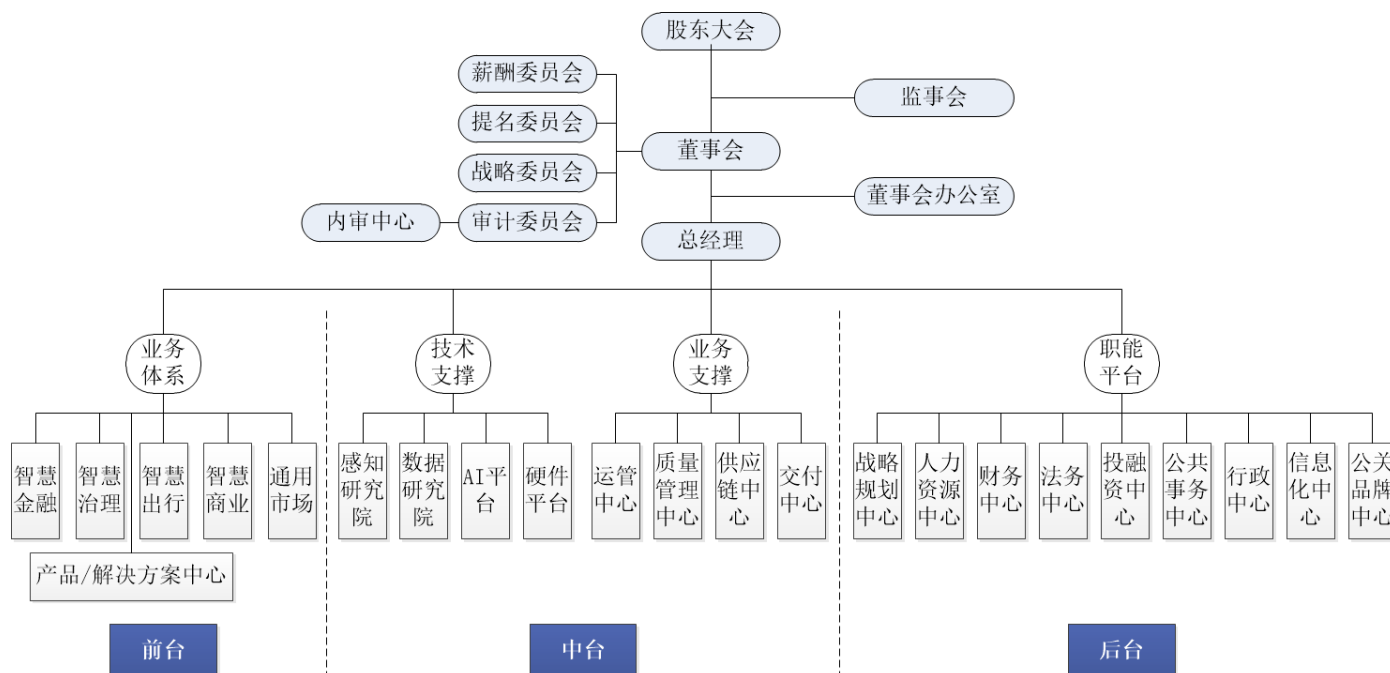 股东大会
薪酬委员会
监事会
提名委员会
董事会
战略委员会
董事会办公室
内审中心
审计委员会
总经理
业务
体系
技术
支撑
业务
支撑
职能
平台
智慧
金融
智慧
治理
智慧
出行
智慧
商业
通用
市场
感知
研究
院
数据
研究
院
AI平
台
硬件
平台
运管
中心
质量
管理
中心
供应
链中
心
交付
中心
战略
规划
中心
人力
资源
中心
财务
中心
法务
中心
投融
资中
心
公共
事务
中心
行政
中心
信息
化中
心
公关
品牌
中心
产品/解决方案中心
前台
中台
后台